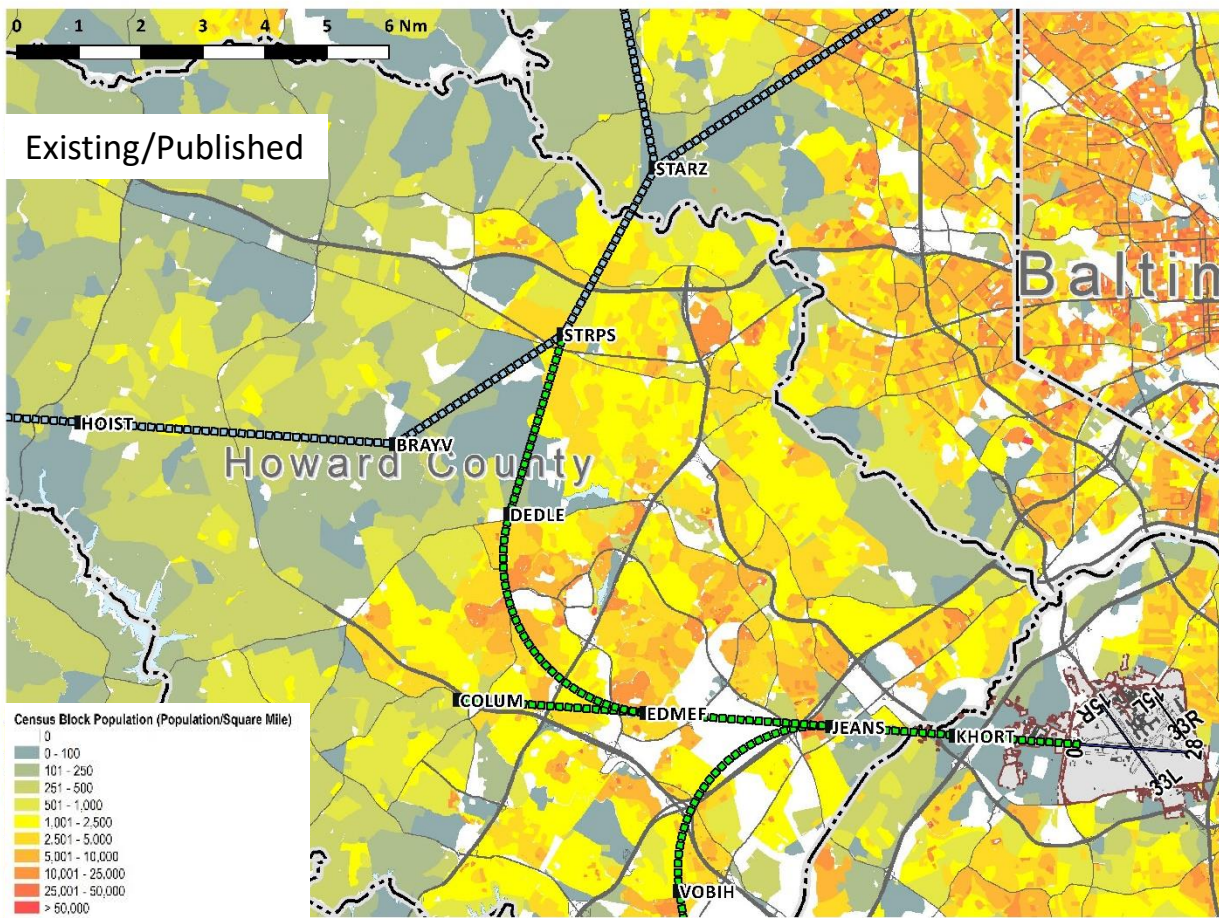 0 1 2 3 4 5 6 Nm
Existing/Published
STARZ
Baltim
STRPS
HOIST
BRAYV
Howard County
DEDLE
COLUM
EDMEF
JEANS
KHORT
15R
15L
33R
10
28
33L
VOBIH
Census Block Population (Population/Square Mile)
0
0 - 100
101 - 250
251 - 500
501 - 1,000
1,001 - 2,500
2.501 - 5,000
5,001 - 10,000
10,001 - 25,000
25,001 - 50,000
> 50,000